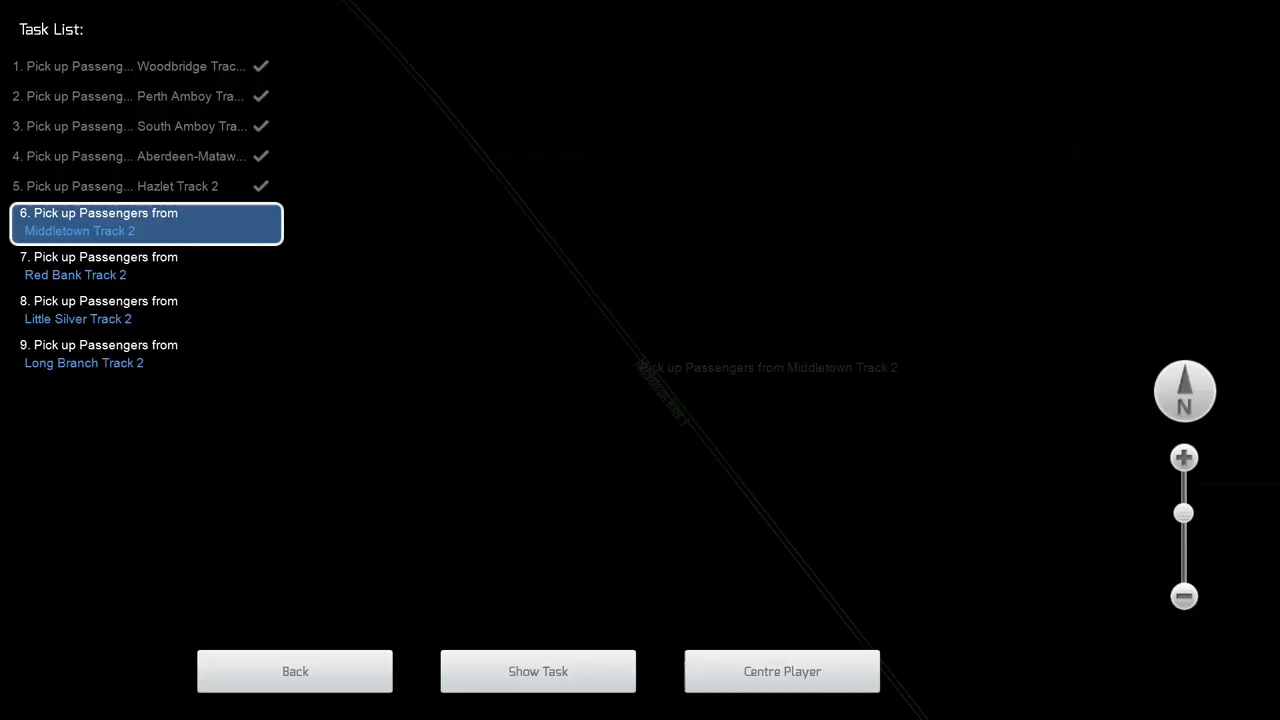 Task List:
1. Pick up Passeng... Woodbridge Trac...
2. Pick up Passeng... Perth Amboy Tra...
3. Pick up Passeng... South Amboy Tra...
4. Pick up Passeng... Aberdeen-Mataw...
5. Pick up Passeng... Hazlet Track 2
6. Pick up Passengers from
Middletown Track 2
7. Pick up Passengers from
Red Bank Track 2
8. Pick up Passengers from
Little Silver Track 2
9. Pick up Passengers from
Long Branch Track 2
Pick up Passengers from Middletown Track 2
N
Back
Show Task
Centre Player